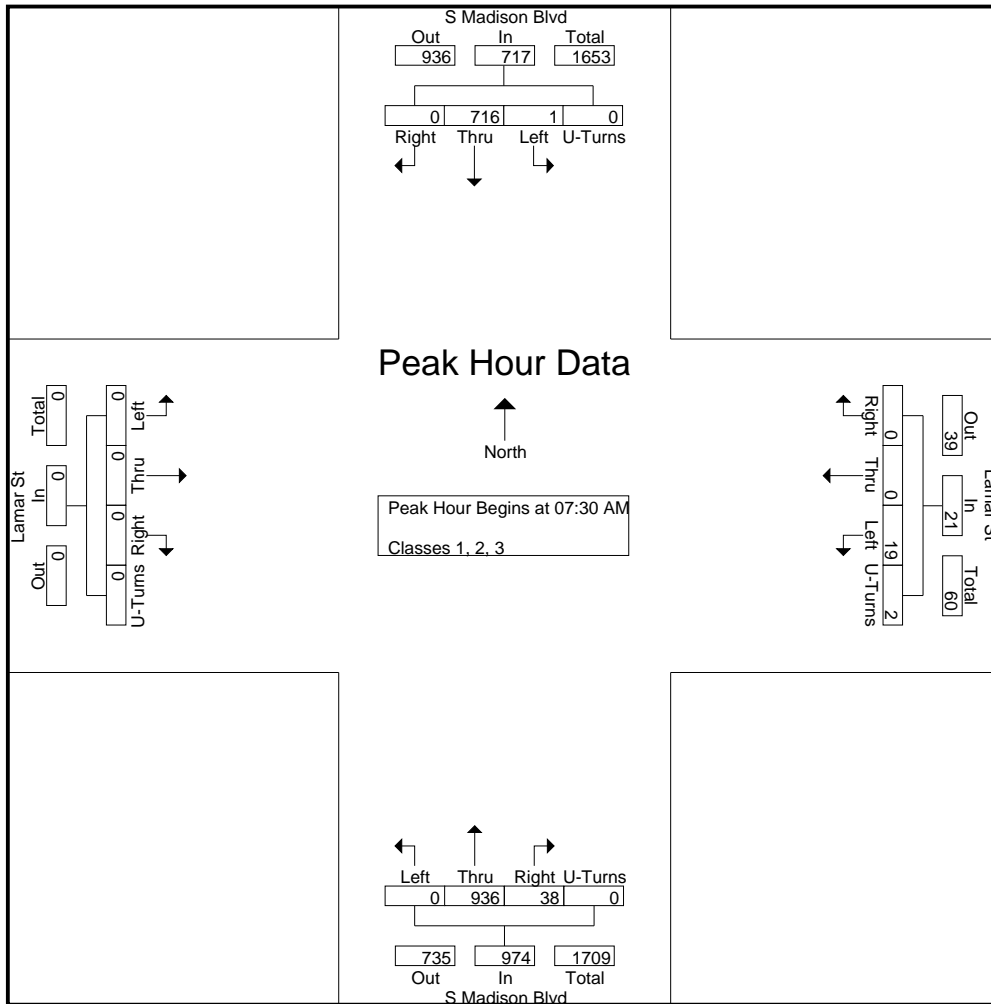 S Madison Blvd
Out In Total
936 717 1653
0 716 1 0
Right Thru Left U-Turns
Peak Hour Data
North
Peak Hour Begins at 07:30 AM
Classes 1, 2, 3
Lamar St
Total In Out
0 0 0
0 0 0 0
Left Thru Right U-Turns
Lamar St
Out In Total
39 21 60
0 0 19 2
Right Thru Left U-Turns
Left Thru Right U-Turns
0 936 38 0
735 974 1709
Out In Total
S Madison Blvd